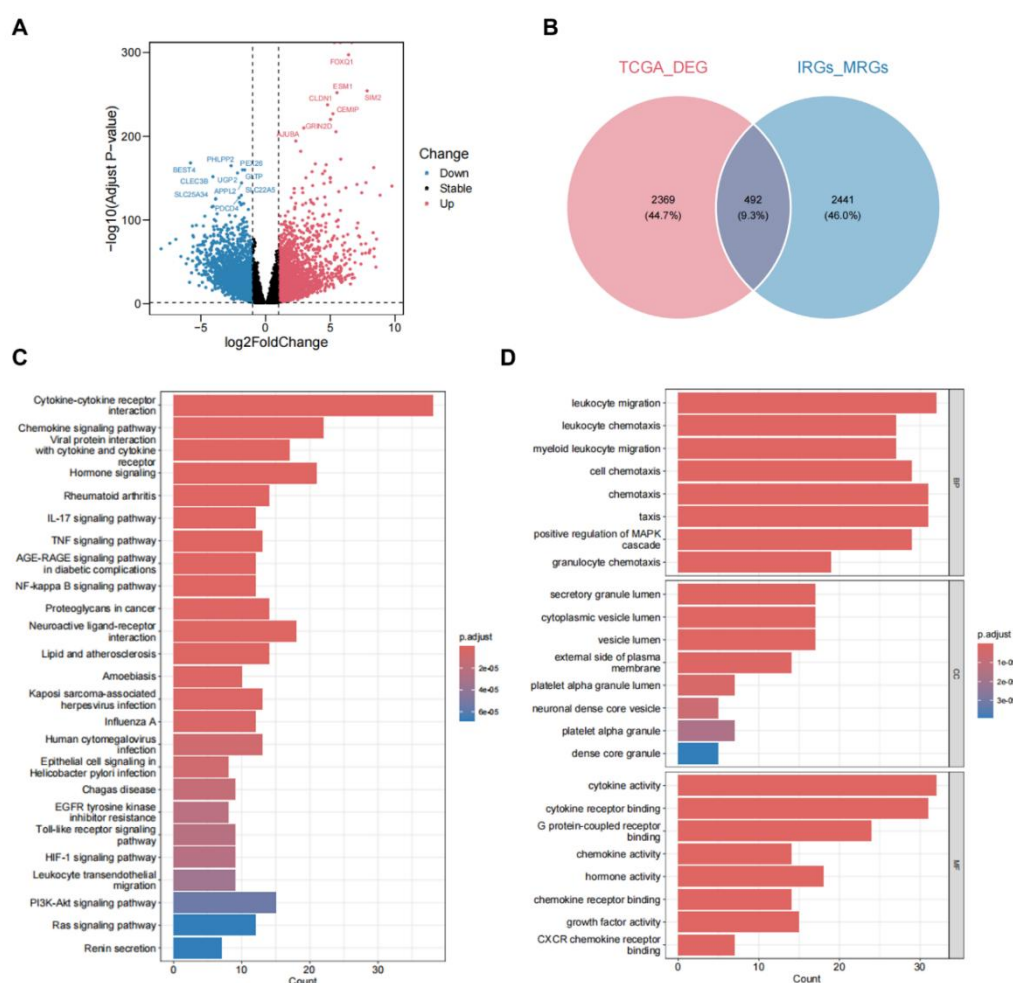 A
300
200
100
0
−log10(Adjust P-value)
FOXQ1
ESM1
SIM2
CLDN1
CEMIP
GRIN2D
AJUBA
PHLPP2
BEST4
CLEC3B
UGP2
GLTP
APPL2
SLC22A5
SLC25A34
PDCD4
-5
0
5
10
log2FoldChange
Change
Down
Stable
Up
B
TCGA_DEG
IRGs_MRGs
2369
(44.7%)
492
(9.3%)
2441
(46.0%)
C
Cytokine-cytokine receptor
interaction
Chemokine signaling pathway
Viral protein interaction
with cytokine and cytokine
receptor
Hormone signaling
Rheumatoid arthritis
IL-17 signaling pathway
TNF signaling pathway
AGE-RAGE signaling pathway
in diabetic complications
NF-kappa B signaling pathway
Proteoglycans in cancer
Neuroactive ligand-receptor
interaction
Lipid and atherosclerosis
Amoebiasis
Kaposi sarcoma-associated
herpesvirus infection
Influenza A
Human cytomegalovirus
infection
Epithelial cell signaling in
Helicobacter pylori infection
Chagas disease
EGFR tyrosine kinase
inhibitor resistance
Toll-like receptor signaling
pathway
HIF-1 signaling pathway
Leukocyte transendothelial
migration
PI3K-Akt signaling pathway
Ras signaling pathway
Renin secretion
0
10
20
30
Count
p.adjust
2e-05
4e-05
6e-05
D
leukocyte migration
leukocyte chemotaxis
myeloid leukocyte migration
cell chemotaxis
chemotaxis
taxis
positive regulation of MAPK
cascade
granulocyte chemotaxis
BP
secretory granule lumen
cytoplasmic vesicle lumen
vesicle lumen
external side of plasma
membrane
platelet alpha granule lumen
neuronal dense core vesicle
platelet alpha granule
dense core granule
CC
cytokine activity
cytokine receptor binding
G protein-coupled receptor
binding
chemokine activity
hormone activity
chemokine receptor binding
growth factor activity
CXCR chemokine receptor
binding
MF
0
10
20
30
Count
p.adjust
1e-0
2e-0
3e-0